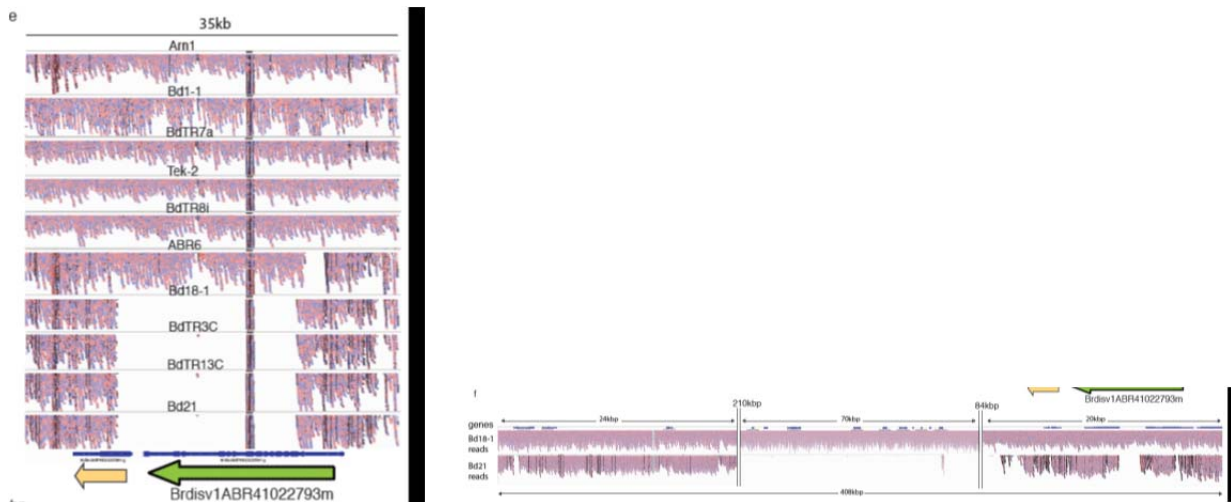 e
35kb
Arn1
Bd1-1
BdTR7a
Tek-2
BdTR8i
ABR6
Bd18-1
BdTR3C
BdTR13C
Bd21
Brdisv1ABR41022793m
f
Brdisv1ABR41022793m
210kbp
84kbp
24kbp
70kbp
20kbp
genes
Bd18-1
reads
Bd21
reads
408kbp